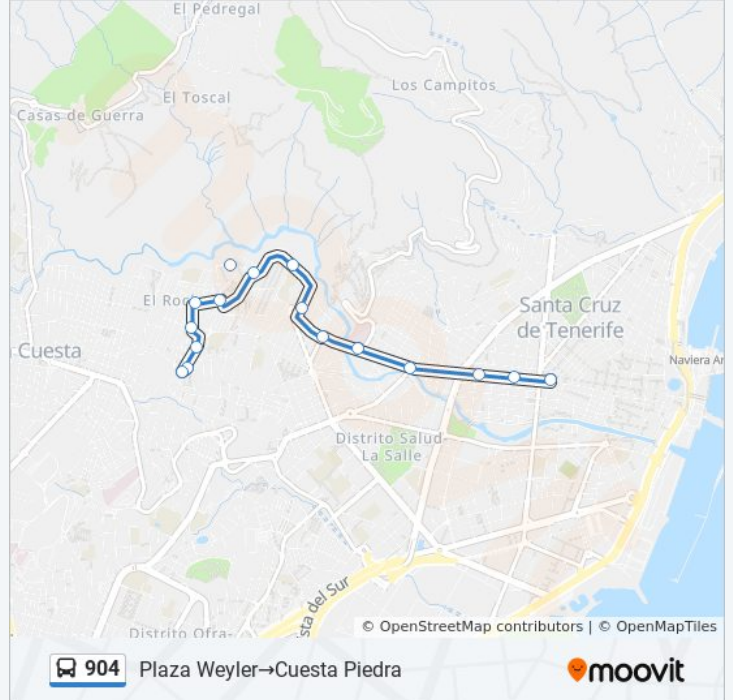 El Pedregal
Los Campitos
El Toscal
Casas de Guerra
El Ro
Santa Cruz
de Tenerife
Cuesta
Naviera Ar
Distrito Salud-
La Salle
sta del Sur
© OpenStreetMap contributors | © OpenMapTiles
Distrito Ofra-
904 Plaza Weyler→Cuesta Piedra
moovit